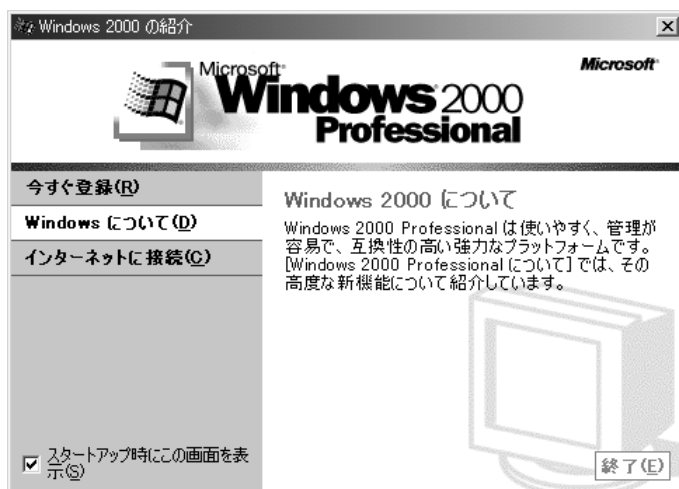 Windows 2000 の紹介
Microsoft
Microsoft
Windows 2000
Professional
今すぐ登録(R)
Windows について(D)
インターネットに接続(C)
スタートアップ時にこの画面を表
示(S)
Windows 2000 について
Windows 2000 Professional は使いやすく、管理が
容易で、互換性の高い強力なプラットフォームです。
[Windows 2000 Professional について] では、その
高度な新機能について紹介しています。
終了(E)